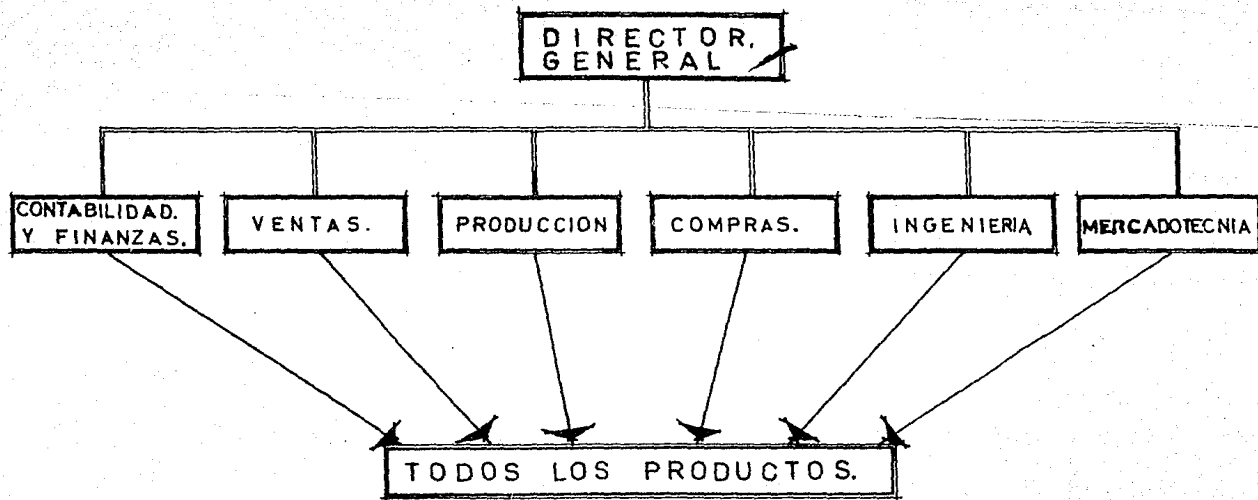 DIRECTOR.
GENERAL
CONTABILIDAD.
Y FINANZAS.
VENTAS.
PRODUCCION
COMPRAS.
INGENIERIA
MERCADOTECNIA
TODOS LOS PRODUCTOS.